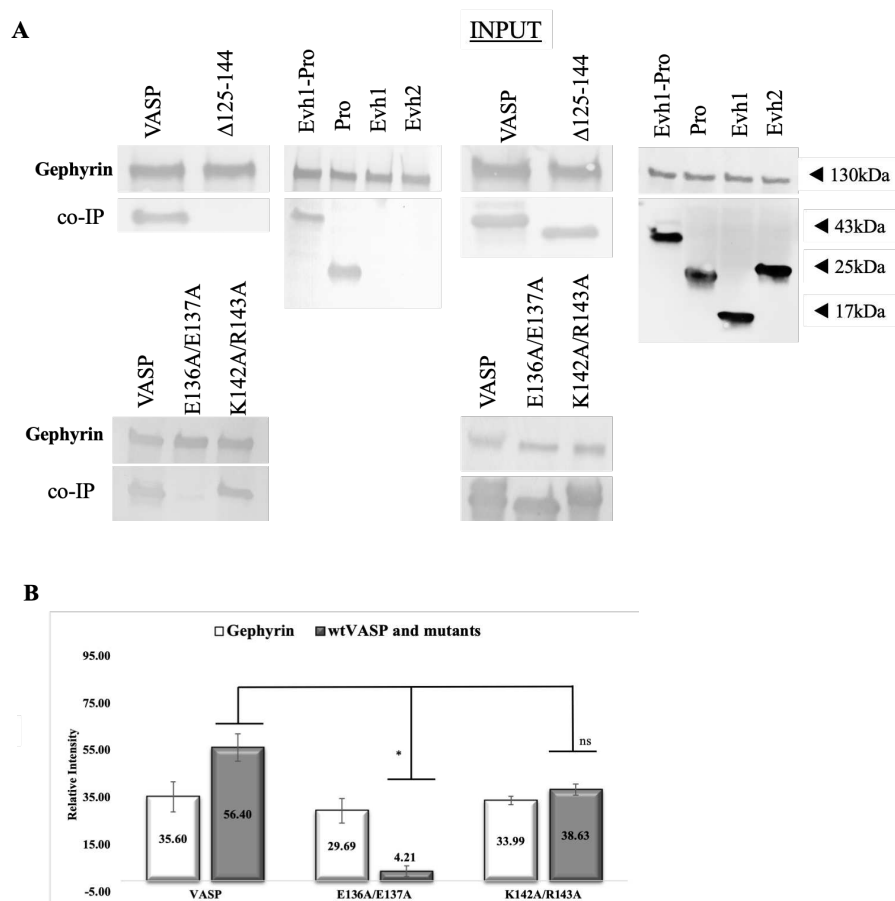 A
INPUT
VASP
Δ125-144
Evh1-Pro
Pro
Evh1
Evh2
VASP
Δ125-144
Evh1-Pro
Pro
Evh1
Evh2
Gephyrin
130kDa
co-IP
43kDa
25kDa
17kDa
VASP
E136A/E137A
K142A/R143A
VASP
E136A/E137A
K142A/R143A
Gephyrin
co-IP
B
Gephyrin wtVASP and mutants
Relative Intensity
95.00
75.00
55.00
35.00
15.00
-5.00
* ns
35.60 56.40 29.69 4.21 33.99 38.63
VASP E136A/E137A K142A/R143A